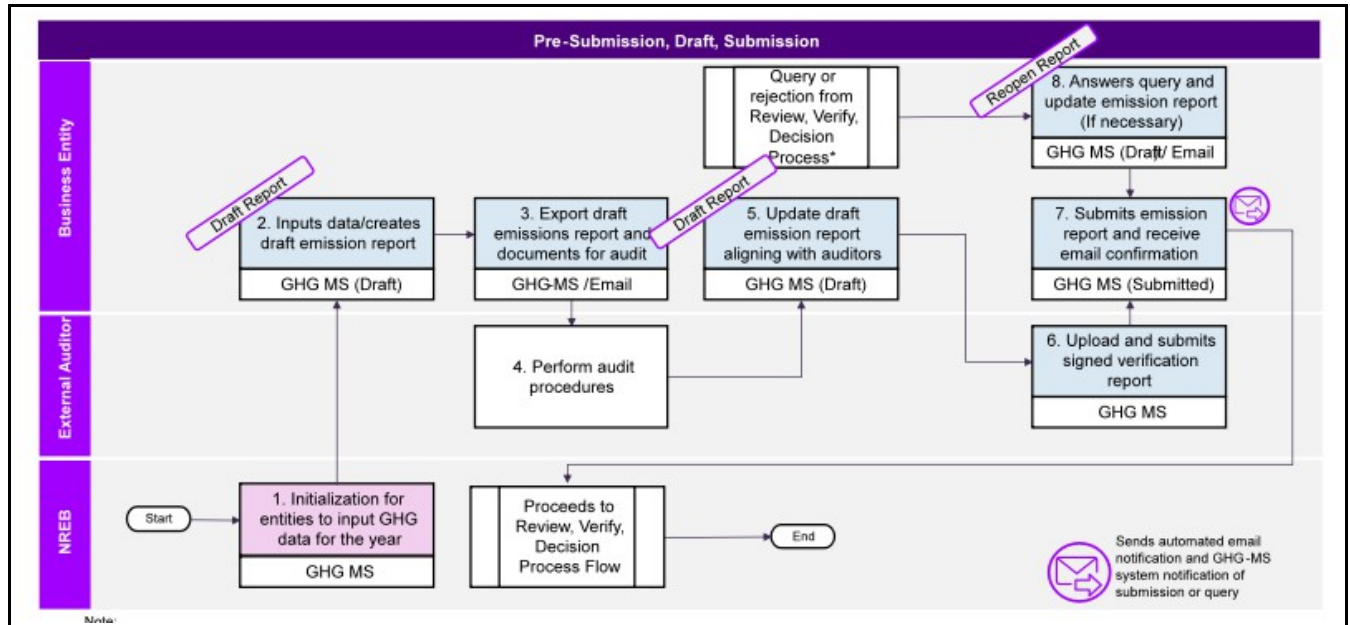 Pre-Submission, Draft, Submission
Business Entity
Query or
rejection from
Review, Verify,
Decision
Process*
Reopen Report
8. Answers query and
update emission report
(If necessary)
GHG MS (Draft/ Email
Draft Report
2. Inputs data/creates
draft emission report
GHG MS (Draft)
3. Export draft
emissions report and
documents for audit
GHG-MS /Email
Draft Report
5. Update draft
emission report
aligning with auditors
GHG MS (Draft)
7. Submits emission
report and receive
email confirmation
GHG MS (Submitted)
External Auditor
4. Perform audit
procedures
6. Upload and submits
signed verification
report
GHG MS
NREB
Start
1. Initialization for
entities to input GHG
data for the year
GHG MS
Proceeds to
Review, Verify,
Decision
Process Flow
End
Sends automated email
notification and GHG-MS
system notification of
submission or query
Note: